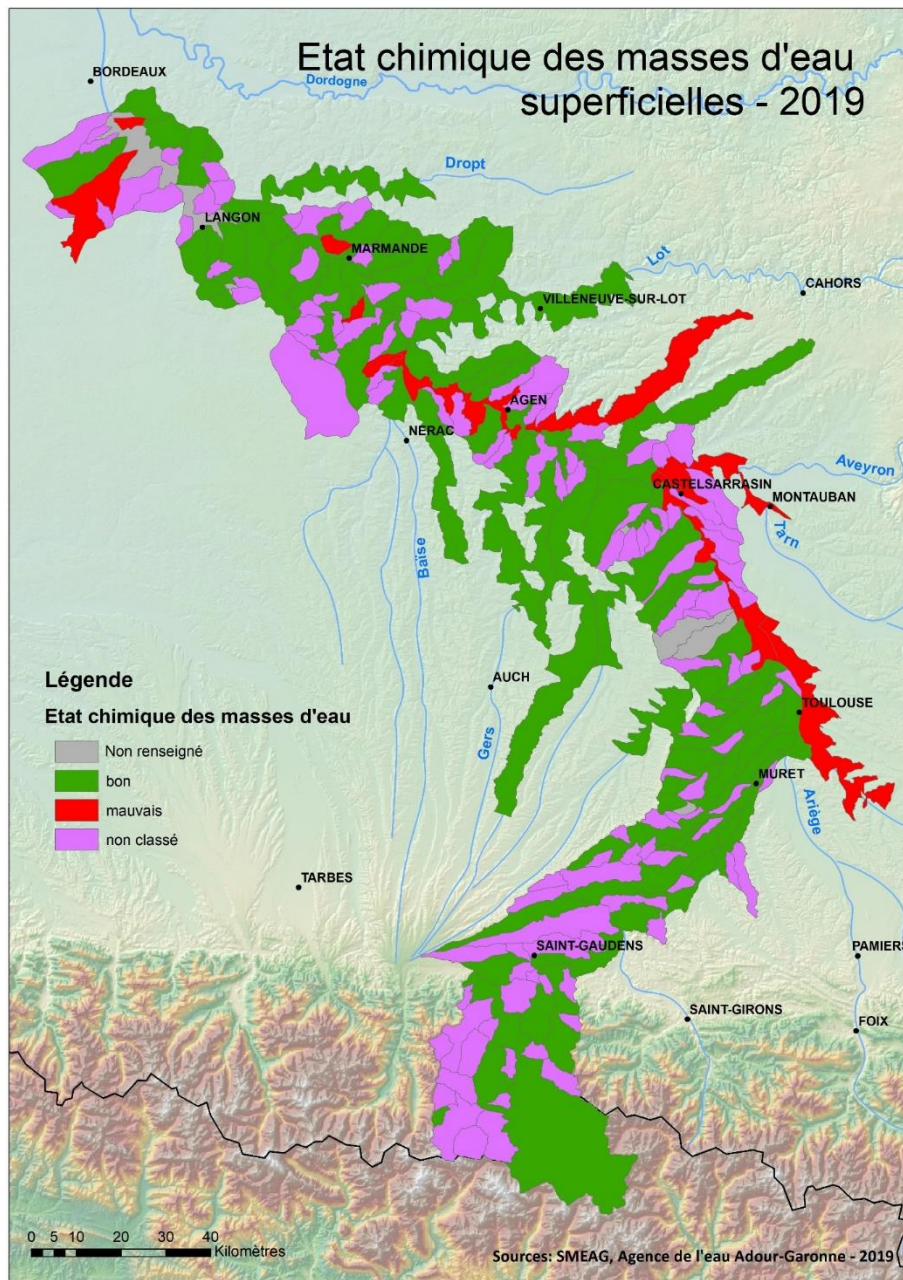 Etat chimique des masses d'eau
superficielles - 2019
BORDEAUX
Dordogne
Dropt
LANGON
MARMANDE
Lot
CAHORS
VILLENEUVE-SUR-LOT
AGEN
NERAC
Aveyron
CASTELSARRASIN
MONTAUBAN
Tarn
Baïse
AUCH
Gers
TOULOUSE
MURET
Ariège
Légende
Etat chimique des masses d'eau
Non renseigné
bon
mauvais
non classé
TARBES
SAINT-GAUDENS
PAMIERS
SAINT-GIRONS
FOIX
0 5 10 20 30 40
Kilomètres
Sources: SMEAG, Agence de l'eau Adour-Garonne - 2019